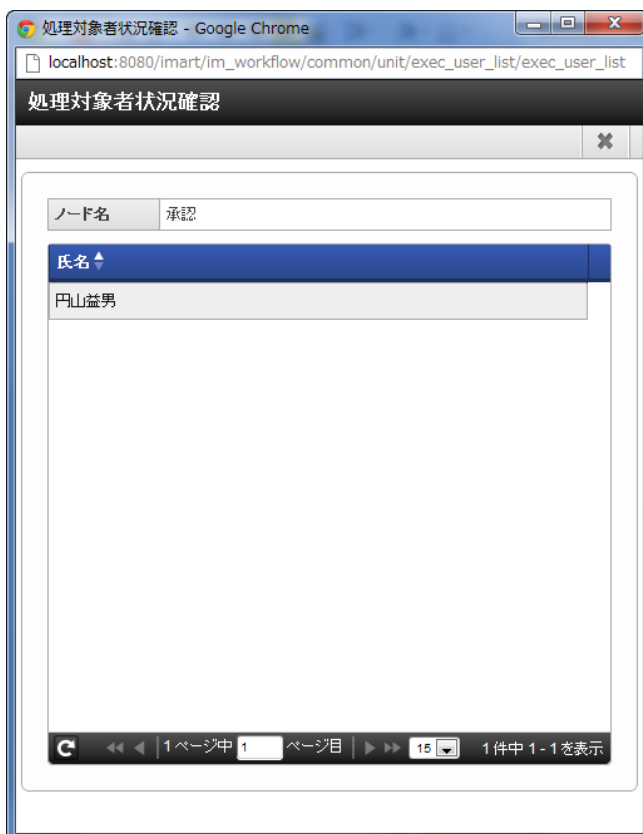 処理対象者状況確認 - Google Chrome
localhost:8080/imart/im_workflow/common/unit/exec_user_list/exec_user_list
処理対象者状況確認
ノード名 承認
氏名
円山益男
1 ページ中 1 ページ目 15 1 件中 1 - 1 を表示